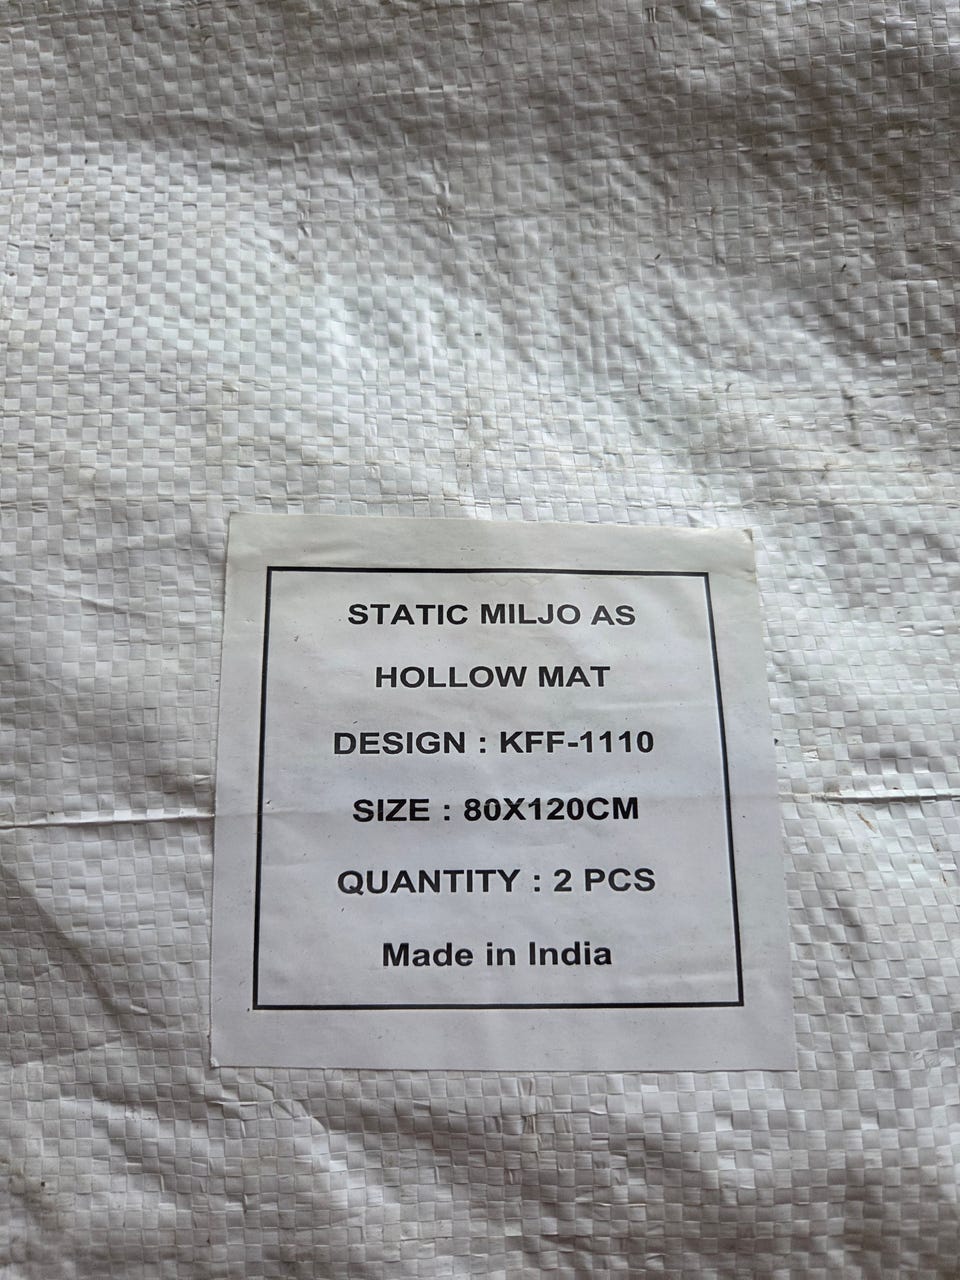 STATIC MILJO AS
HOLLOW MAT
DESIGN : KFF-1110
SIZE : 80X120CM
QUANTITY : 2 PCS
Made in India